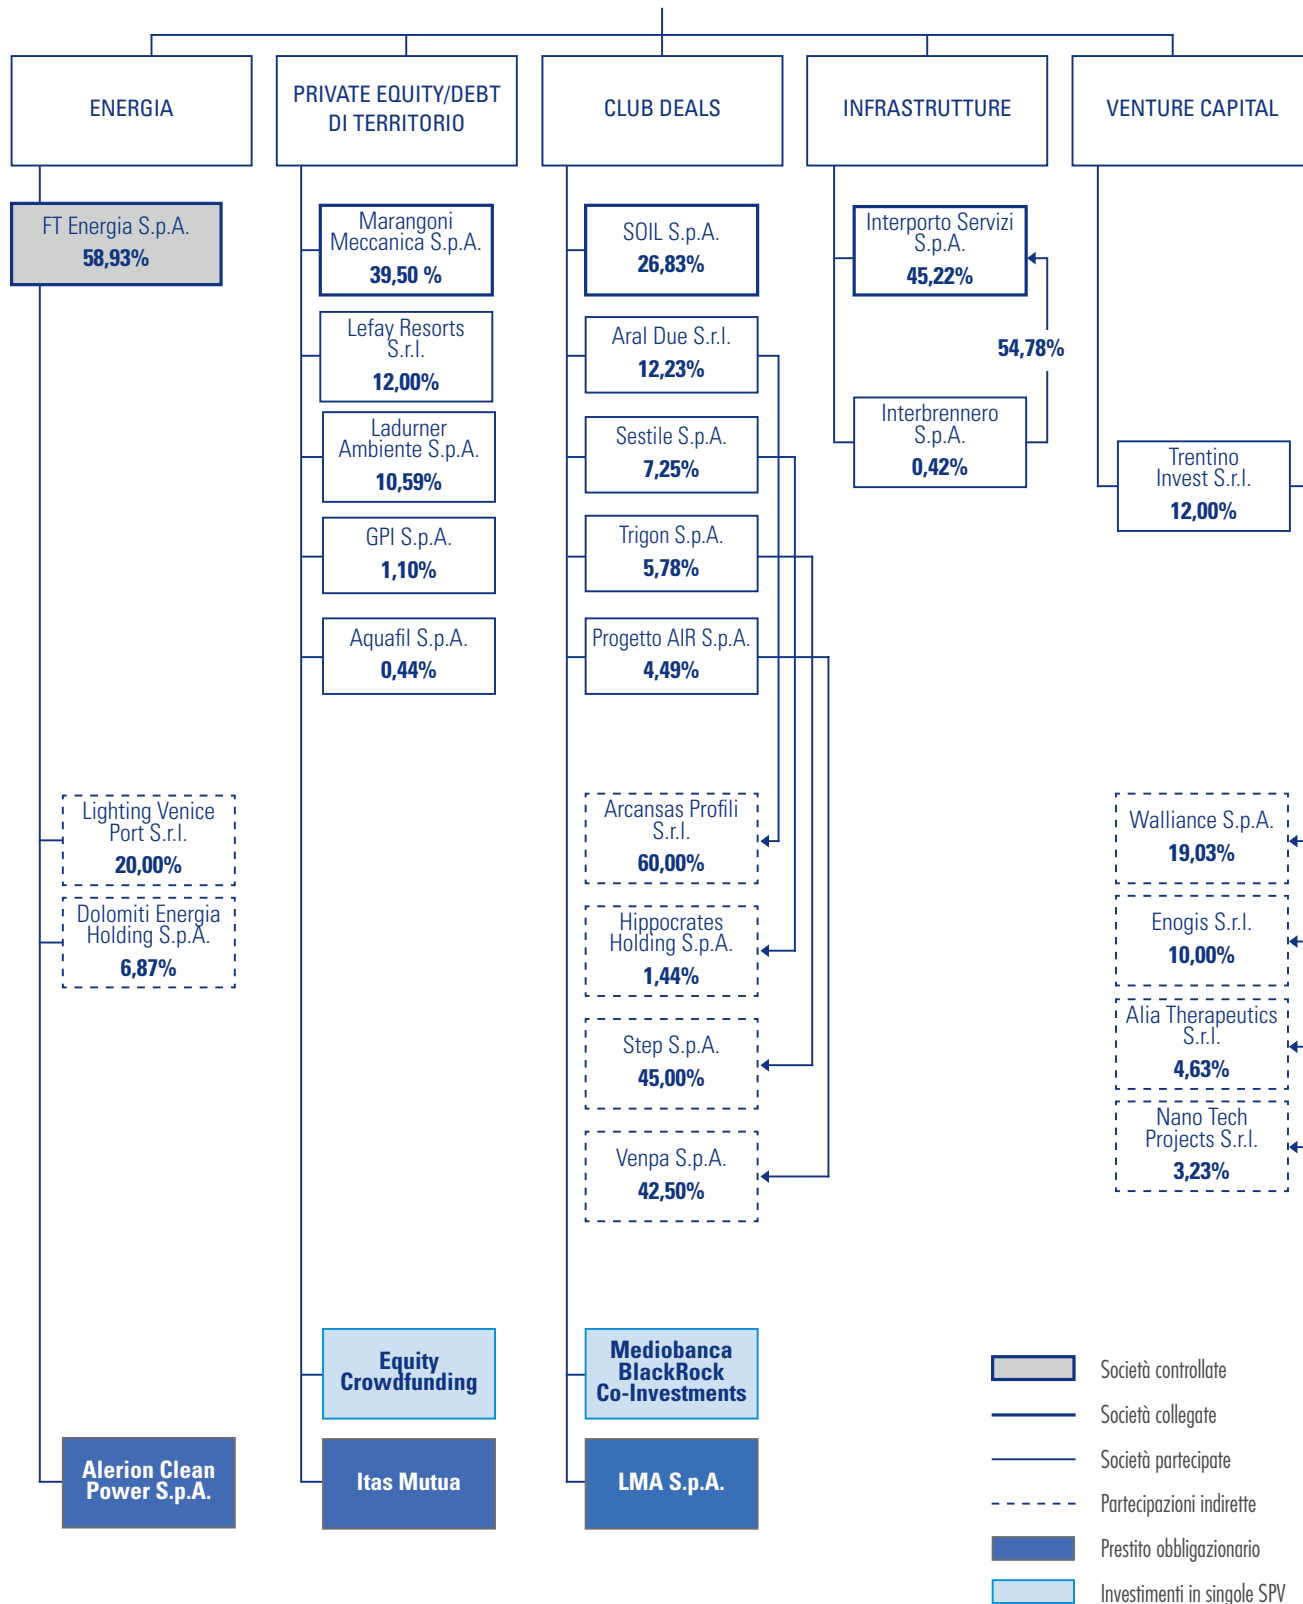 ENERGIA
PRIVATE EQUITY/DEBT
DI TERRITORIO
CLUB DEALS
INFRASTRUTTURE
VENTURE CAPITAL
FT Energia S.p.A.
58,93%
Lighting Venice
Port S.r.l.
20,00%
Dolomiti Energia
Holding S.p.A.
6,87%
Alerion Clean
Power S.p.A.
Marangoni
Meccanica S.p.A.
39,50 %
Lefay Resorts
S.r.l.
12,00%
Ladurner
Ambiente S.p.A.
10,59%
GPI S.p.A.
1,10%
Aquafil S.p.A.
0,44%
Equity
Crowdfunding
Itas Mutua
SOIL S.p.A.
26,83%
Aral Due S.r.l.
12,23%
Sestile S.p.A.
7,25%
Trigon S.p.A.
5,78%
Progetto AIR S.p.A.
4,49%
Arcansas Profili
S.r.l.
60,00%
Hippocrates
Holding S.p.A.
1,44%
Step S.p.A.
45,00%
Venpa S.p.A.
42,50%
Mediobanca
BlackRock
Co-Investments
LMA S.p.A.
Interporto Servizi
S.p.A.
45,22%
54,78%
Interbrennero
S.p.A.
0,42%
Trentino
Invest S.r.l.
12,00%
Walliance S.p.A.
19,03%
Enogis S.r.l.
10,00%
Alia Therapeutics
S.r.l.
4,63%
Nano Tech
Projects S.r.l.
3,23%
Società controllate
Società collegate
Società partecipate
Partecipazioni indirette
Prestito obbligazionario
Investimenti in singole SPV